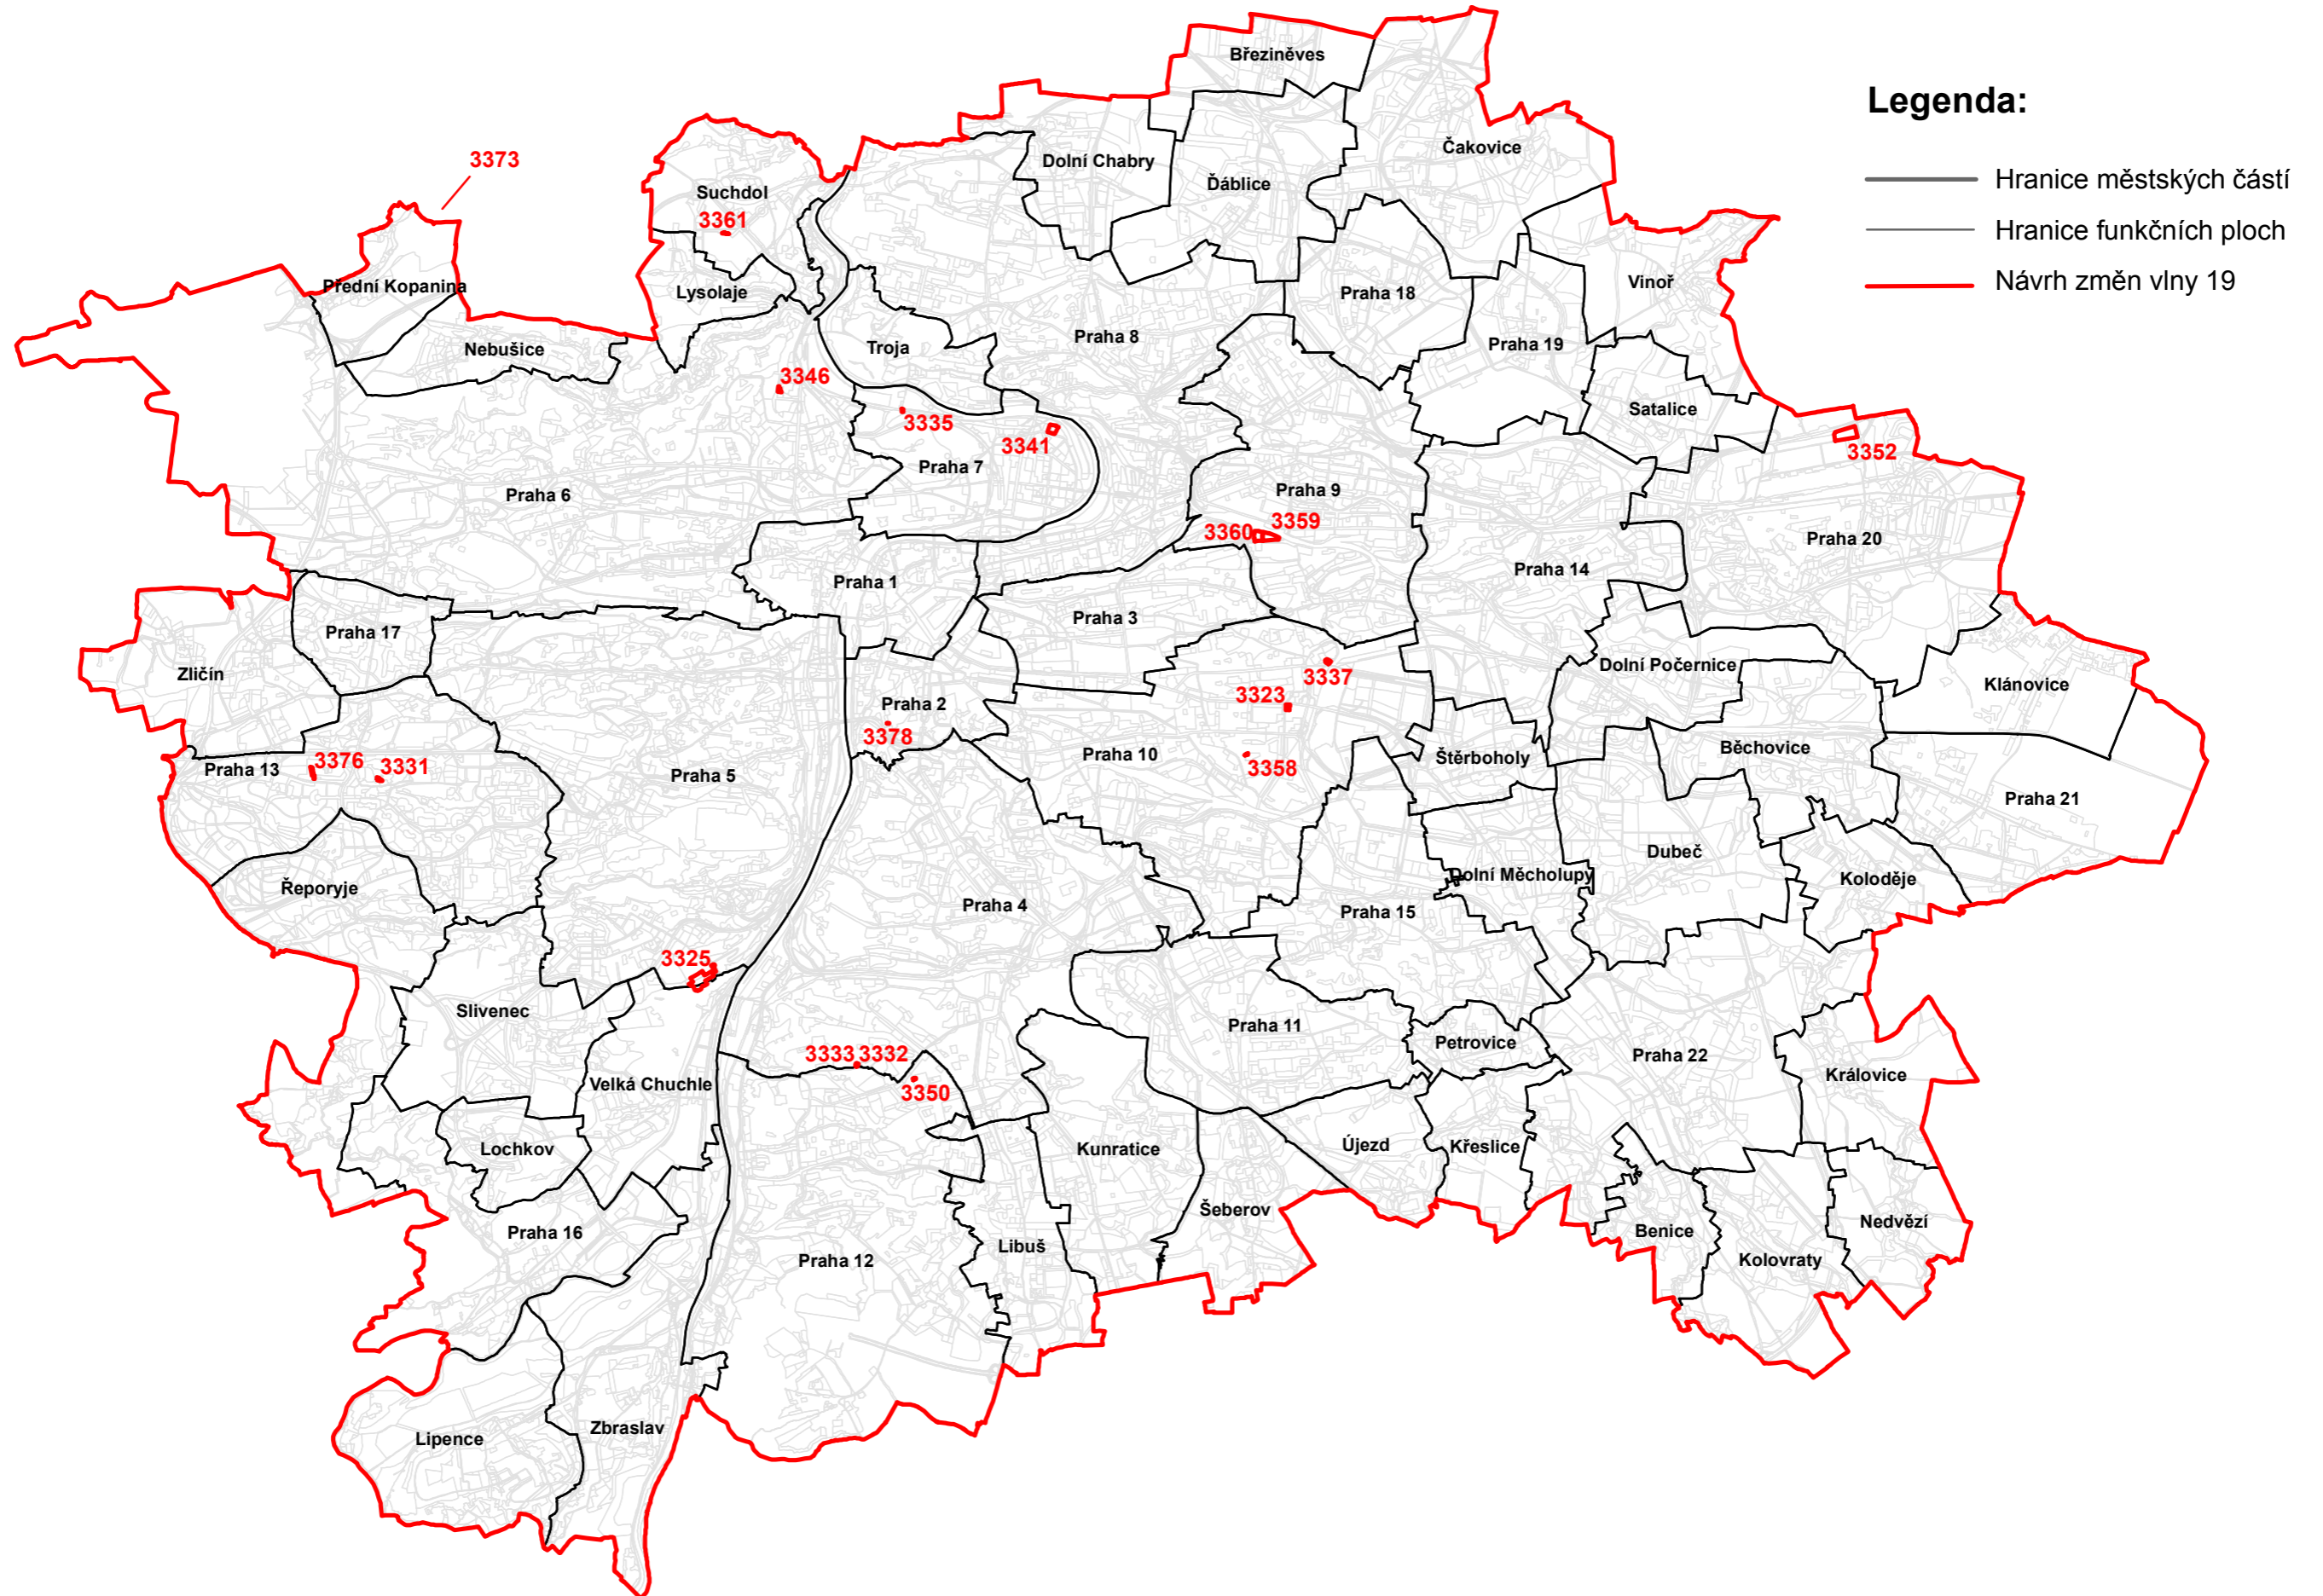 Březiněves
Legenda:
Dolní Chabry
Čakovice
3373
Suchdol
Ďáblice
Hranice městských částí
3361
Hranice funkčních ploch
Přední Kopanina
Lysolaje
Praha 18
Vinoř
Návrh změn vlny 19
Nebušice
Troja
Praha 8
Praha 19
3346
3335
3341
Satalice
3352
Praha 7
Praha 6
Praha 9
3360
3359
Praha 20
Praha 1
Praha 14
Praha 3
Praha 17
Zličín
Dolní Počernice
Klánovice
3337
3323
Praha 2
3378
Praha 10
Štěrboholy
Běchovice
Praha 13
3376
3331
Praha 5
3358
Praha 21
Řeporyje
Dubeč
Dolní Měcholupy
Koloděje
Praha 4
Praha 15
3325
Slivenec
Praha 11
Petrovice
Praha 22
3333
3332
Velká Chuchle
3350
Královice
Lochkov
Kunratice
Újezd
Křeslice
Praha 16
Šeberov
Benice
Nedvězí
Praha 12
Libuš
Kolovraty
Zbraslav
Lipence